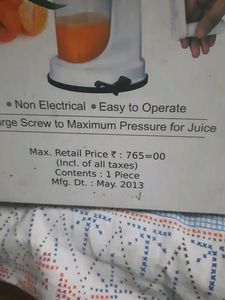 • Non Electrical • Easy to Operate
arge Screw to Maximum Pressure for Juice
Max. Retail Price ₹ : 765=00
(Incl. of all taxes)
Contents : 1 Piece
Mfg. Dt. : May. 2013